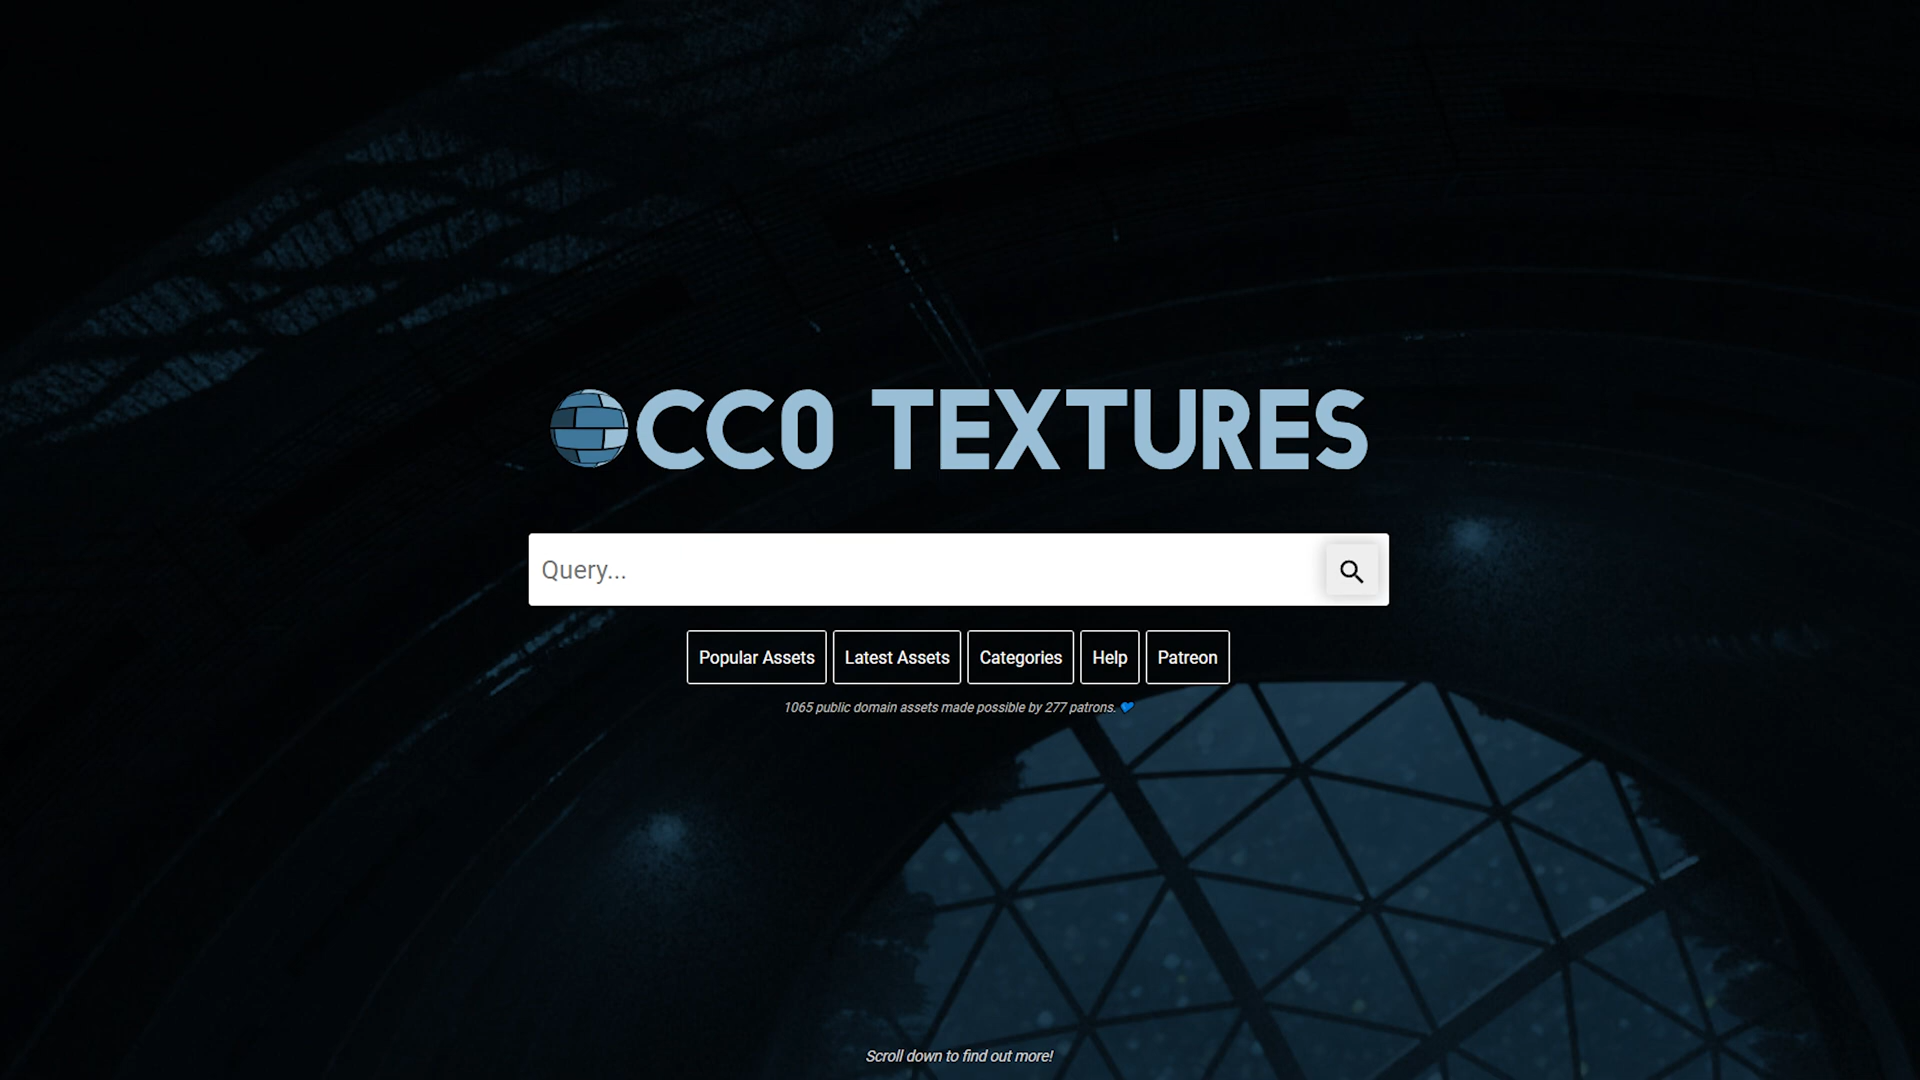 CC0 TEXTURES
Query...
Popular Assets
Latest Assets
Categories
Help
Patreon
1065 public domain assets made possible by 277 patrons. 💙
Scroll down to find out more!